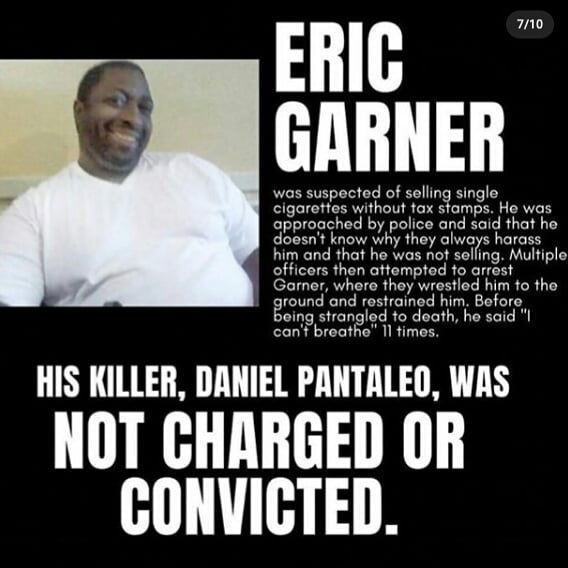 7/10
ERIC
GARNER
was suspected of selling single
cigarettes without tax stamps. He was
approached by police and said that he
doesn't know why they always harass
him and that he was not selling. Multiple
officers then attempted to arrest
Garner, where they wrestled him to the
ground and restrained him. Before
being strangled to death, he said "I
can't breathe" 11 times.
HIS KILLER, DANIEL PANTALEO, WAS
NOT CHARGED OR
CONVICTED.